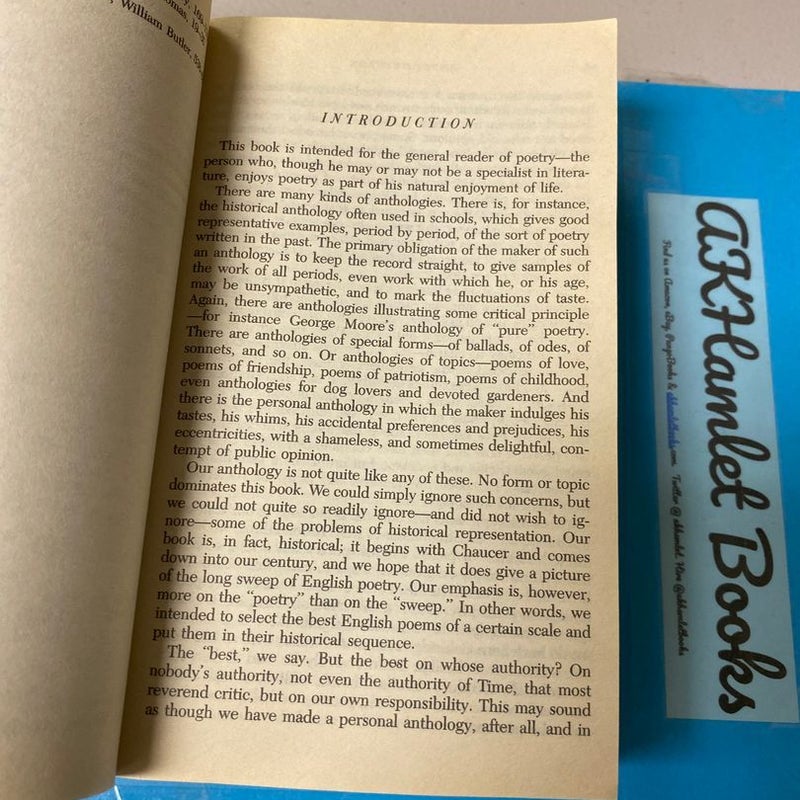 William Butler,
INTRODUCTION
This book is intended for the general reader of poetry—the
person who, though he may or may not be a specialist in litera-
ture, enjoys poetry as part of his natural enjoyment of life.
There are many kinds of anthologies. There is, for instance,
the historical anthology often used in schools, which gives good
representative examples, period by period, of the sort of poetry
written in the past. The primary obligation of the maker of such
an anthology is to keep the record straight, to give samples of
the work of all periods, even work with which he, or his age,
may be unsympathetic, and to mark the fluctuations of taste.
Again, there are anthologies illustrating some critical principle
—for instance George Moore's anthology of "pure" poetry.
There are anthologies of special forms—of ballads, of odes, of
sonnets, and so on. Or anthologies of topics—poems of love,
poems of friendship, poems of patriotism, poems of childhood,
even anthologies for dog lovers and devoted gardeners. And
there is the personal anthology in which the maker indulges his
tastes, his whims, his accidental preferences and prejudices, his
eccentricities, with a shameless, and sometimes delightful, con-
tempt of public opinion.
Our anthology is not quite like any of these. No form or topic
dominates this book. We could simply ignore such concerns, but
we could not quite so readily ignore—and did not wish to ig-
nore—some of the problems of historical representation. Our
book is, in fact, historical; it begins with Chaucer and comes
down into our century, and we hope that it does give a picture
of the long sweep of English poetry. Our emphasis is, however,
more on the "poetry" than on the "sweep." In other words, we
intended to select the best English poems of a certain scale and
put them in their historical sequence.
The "best," we say. But the best on whose authority? On
nobody's authority, not even the authority of Time, that most
reverend critic, but on our own responsibility. This may sound
as though we have made a personal anthology, after all, and in
AKHamlet Books
Find us on Amazon, eBay, PangoBooks & akhamletbooks.com. Twitter @akhamlet. Hive @akhamletbooks